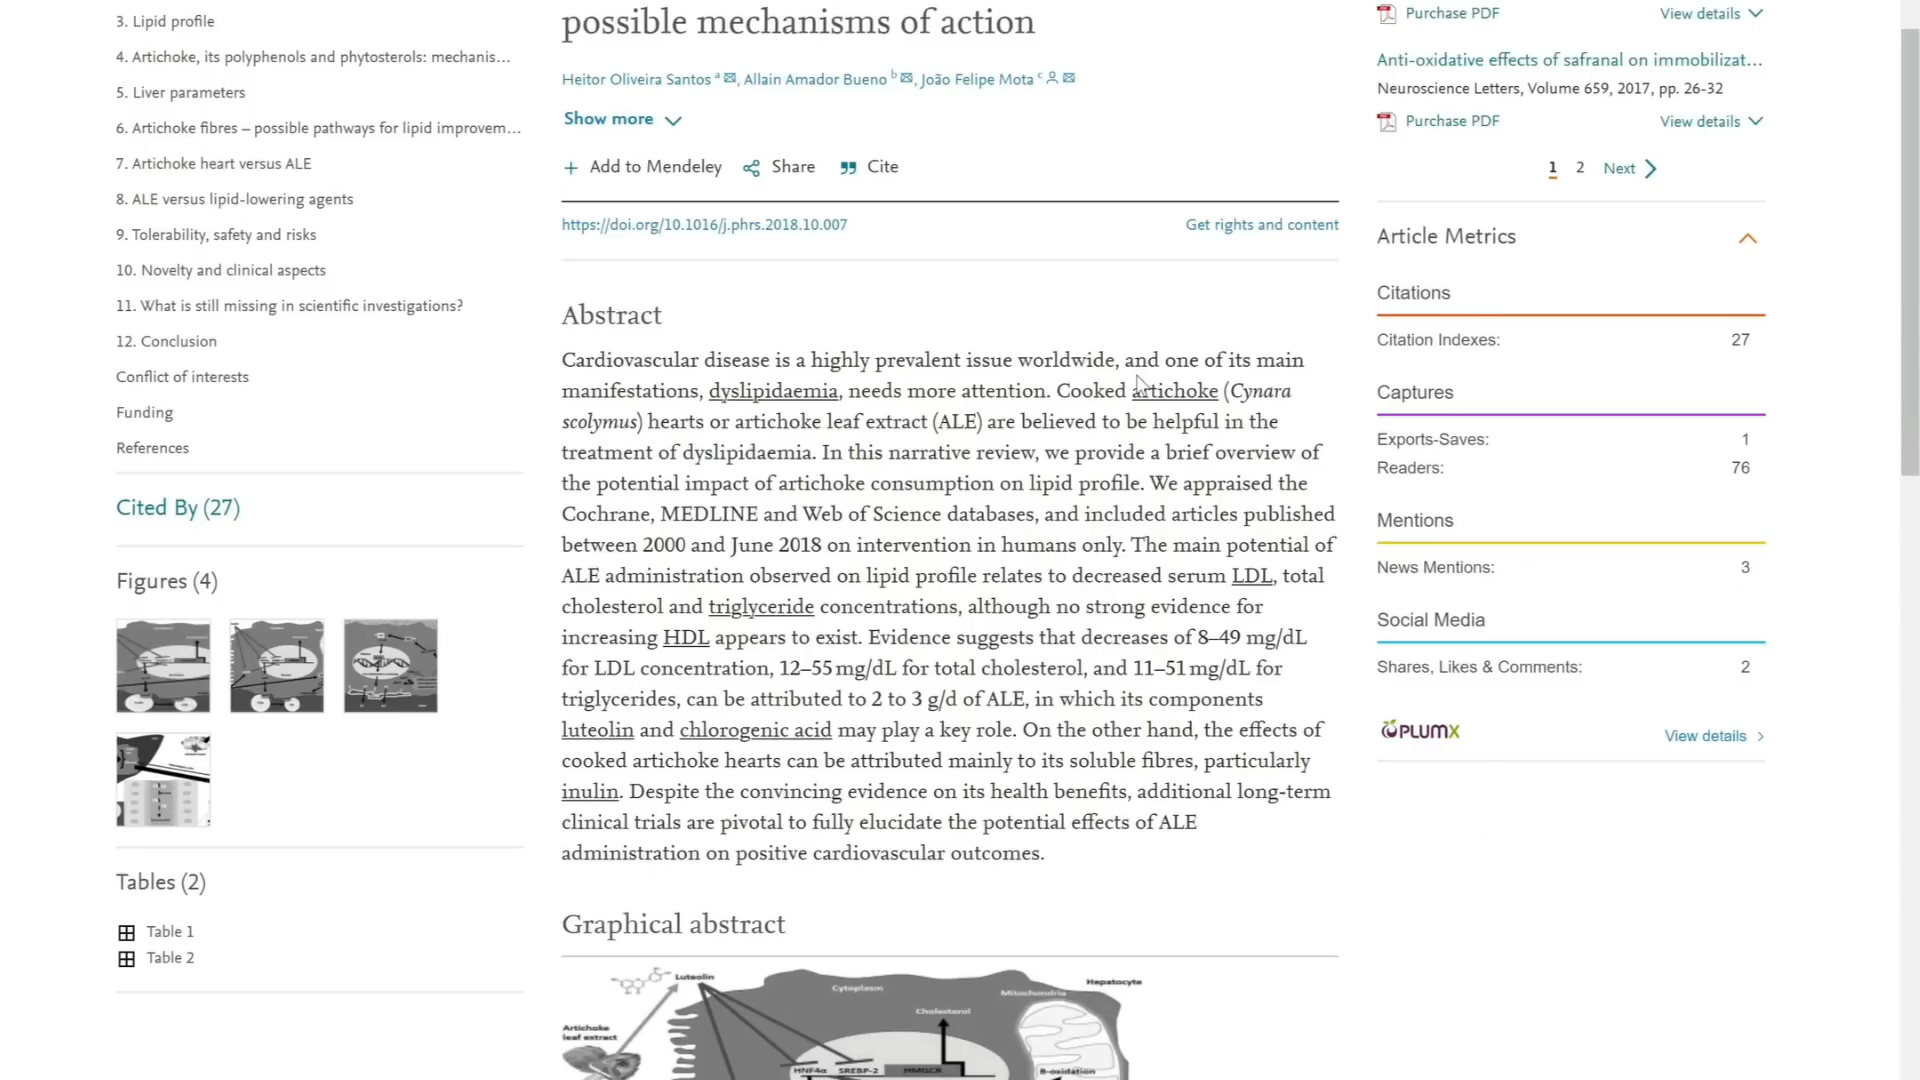 3. Lipid profile
4. Artichoke, its polyphenols and phytosterols: mechanis...
5. Liver parameters
6. Artichoke fibres – possible pathways for lipid improvem...
7. Artichoke heart versus ALE
8. ALE versus lipid-lowering agents
9. Tolerability, safety and risks
10. Novelty and clinical aspects
11. What is still missing in scientific investigations?
12. Conclusion
Conflict of interests
Funding
References
Cited By (27)
Figures (4)
Tables (2)
Table 1
Table 2
possible mechanisms of action
Heitor Oliveira Santos a, Allain Amador Bueno b, João Felipe Mota c
Show more
Add to Mendeley Share Cite
https://doi.org/10.1016/j.phrs.2018.10.007 Get rights and content
Abstract
Cardiovascular disease is a highly prevalent issue worldwide, and one of its main
manifestations, dyslipidaemia, needs more attention. Cooked artichoke (Cynara
scolymus) hearts or artichoke leaf extract (ALE) are believed to be helpful in the
treatment of dyslipidaemia. In this narrative review, we provide a brief overview of
the potential impact of artichoke consumption on lipid profile. We appraised the
Cochrane, MEDLINE and Web of Science databases, and included articles published
between 2000 and June 2018 on intervention in humans only. The main potential of
ALE administration observed on lipid profile relates to decreased serum LDL, total
cholesterol and triglyceride concentrations, although no strong evidence for
increasing HDL appears to exist. Evidence suggests that decreases of 8–49 mg/dL
for LDL concentration, 12–55 mg/dL for total cholesterol, and 11–51 mg/dL for
triglycerides, can be attributed to 2 to 3 g/d of ALE, in which its components
luteolin and chlorogenic acid may play a key role. On the other hand, the effects of
cooked artichoke hearts can be attributed mainly to its soluble fibres, particularly
inulin. Despite the convincing evidence on its health benefits, additional long-term
clinical trials are pivotal to fully elucidate the potential effects of ALE
administration on positive cardiovascular outcomes.
Graphical abstract
Luteolin
Cytoplasm
Mitochondria
Hepatocyte
Cholesterol
Artichoke
leaf extract
HNF4α SREBP-2 HMGCR
B-oxidation
Purchase PDF View details
Anti-oxidative effects of safranal on immobilizat...
Neuroscience Letters, Volume 659, 2017, pp. 26-32
Purchase PDF View details
1 2 Next
Article Metrics
Citations
Citation Indexes: 27
Captures
Exports-Saves: 1
Readers: 76
Mentions
News Mentions: 3
Social Media
Shares, Likes & Comments: 2
PLUMX View details